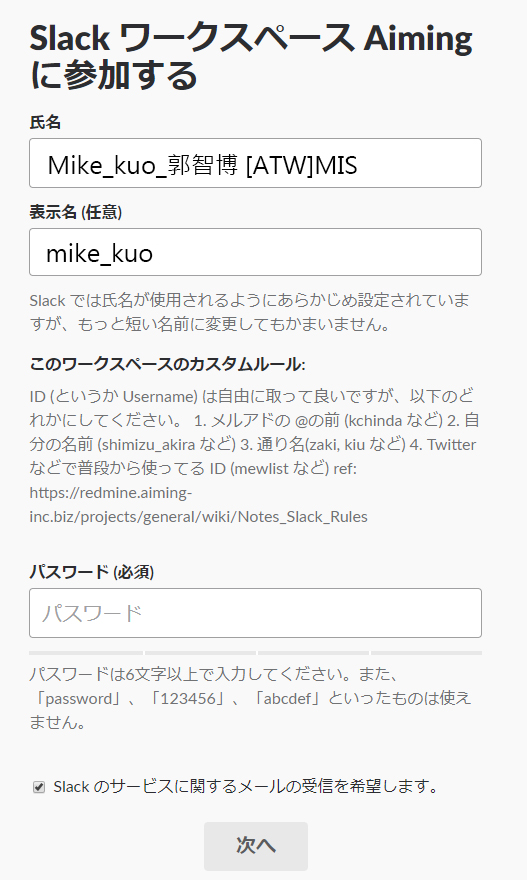 Slack ワークスペース Aiming
に参加する
氏名
Mike_kuo_郭智博 [ATW]MIS
表示名 (任意)
mike_kuo
Slack では氏名が使用されるようにあらかじめ設定されていま
すが、もっと短い名前に変更してもかまいません。
このワークスペースのカスタムルール:
ID (というか Username) は自由に取って良いですが、以下のど
れかにしてください。 1. メルアドの @の前 (kchinda など) 2. 自
分の名前 (shimizu_akira など) 3. 通り名(zaki, kiu など) 4. Twitter
などで普段から使ってる ID (mewlist など) ref:
https://redmine.aiming-
inc.biz/projects/general/wiki/Notes_Slack_Rules
パスワード (必須)
パスワード
パスワードは6文字以上で入力してください。また、
「password」、「123456」、「abcdef」といったものは使え
ません。
Slack のサービスに関するメールの受信を希望します。
次へ